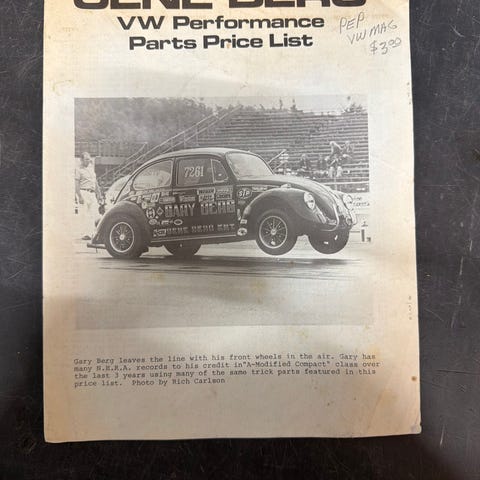 GENE BERG
VW Performance
Parts Price List
PEP
VW MAG
$3.00
7261
STP
GARY BERG
GENE BERG ENT.
Gary Berg leaves the line with his front wheels in the air. Gary has
many N.H.R.A. records to his credit in"A-Modified Compact" class over
the last 3 years using many of the same trick parts featured in this
price list. Photo by Rich Carlson